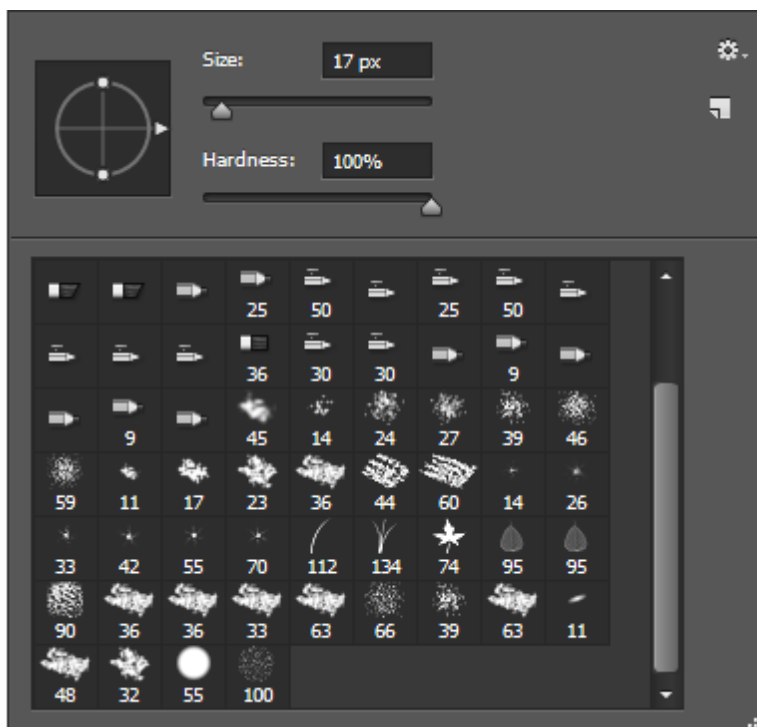 Size: 17 px
Hardness: 100%
25 50 25 50
36 30 30 9
9 45 14 24 27 39 46
59 11 17 23 36 44 60 14 26
33 42 55 70 112 134 74 95 95
90 36 36 33 63 66 39 63 11
48 32 55 100